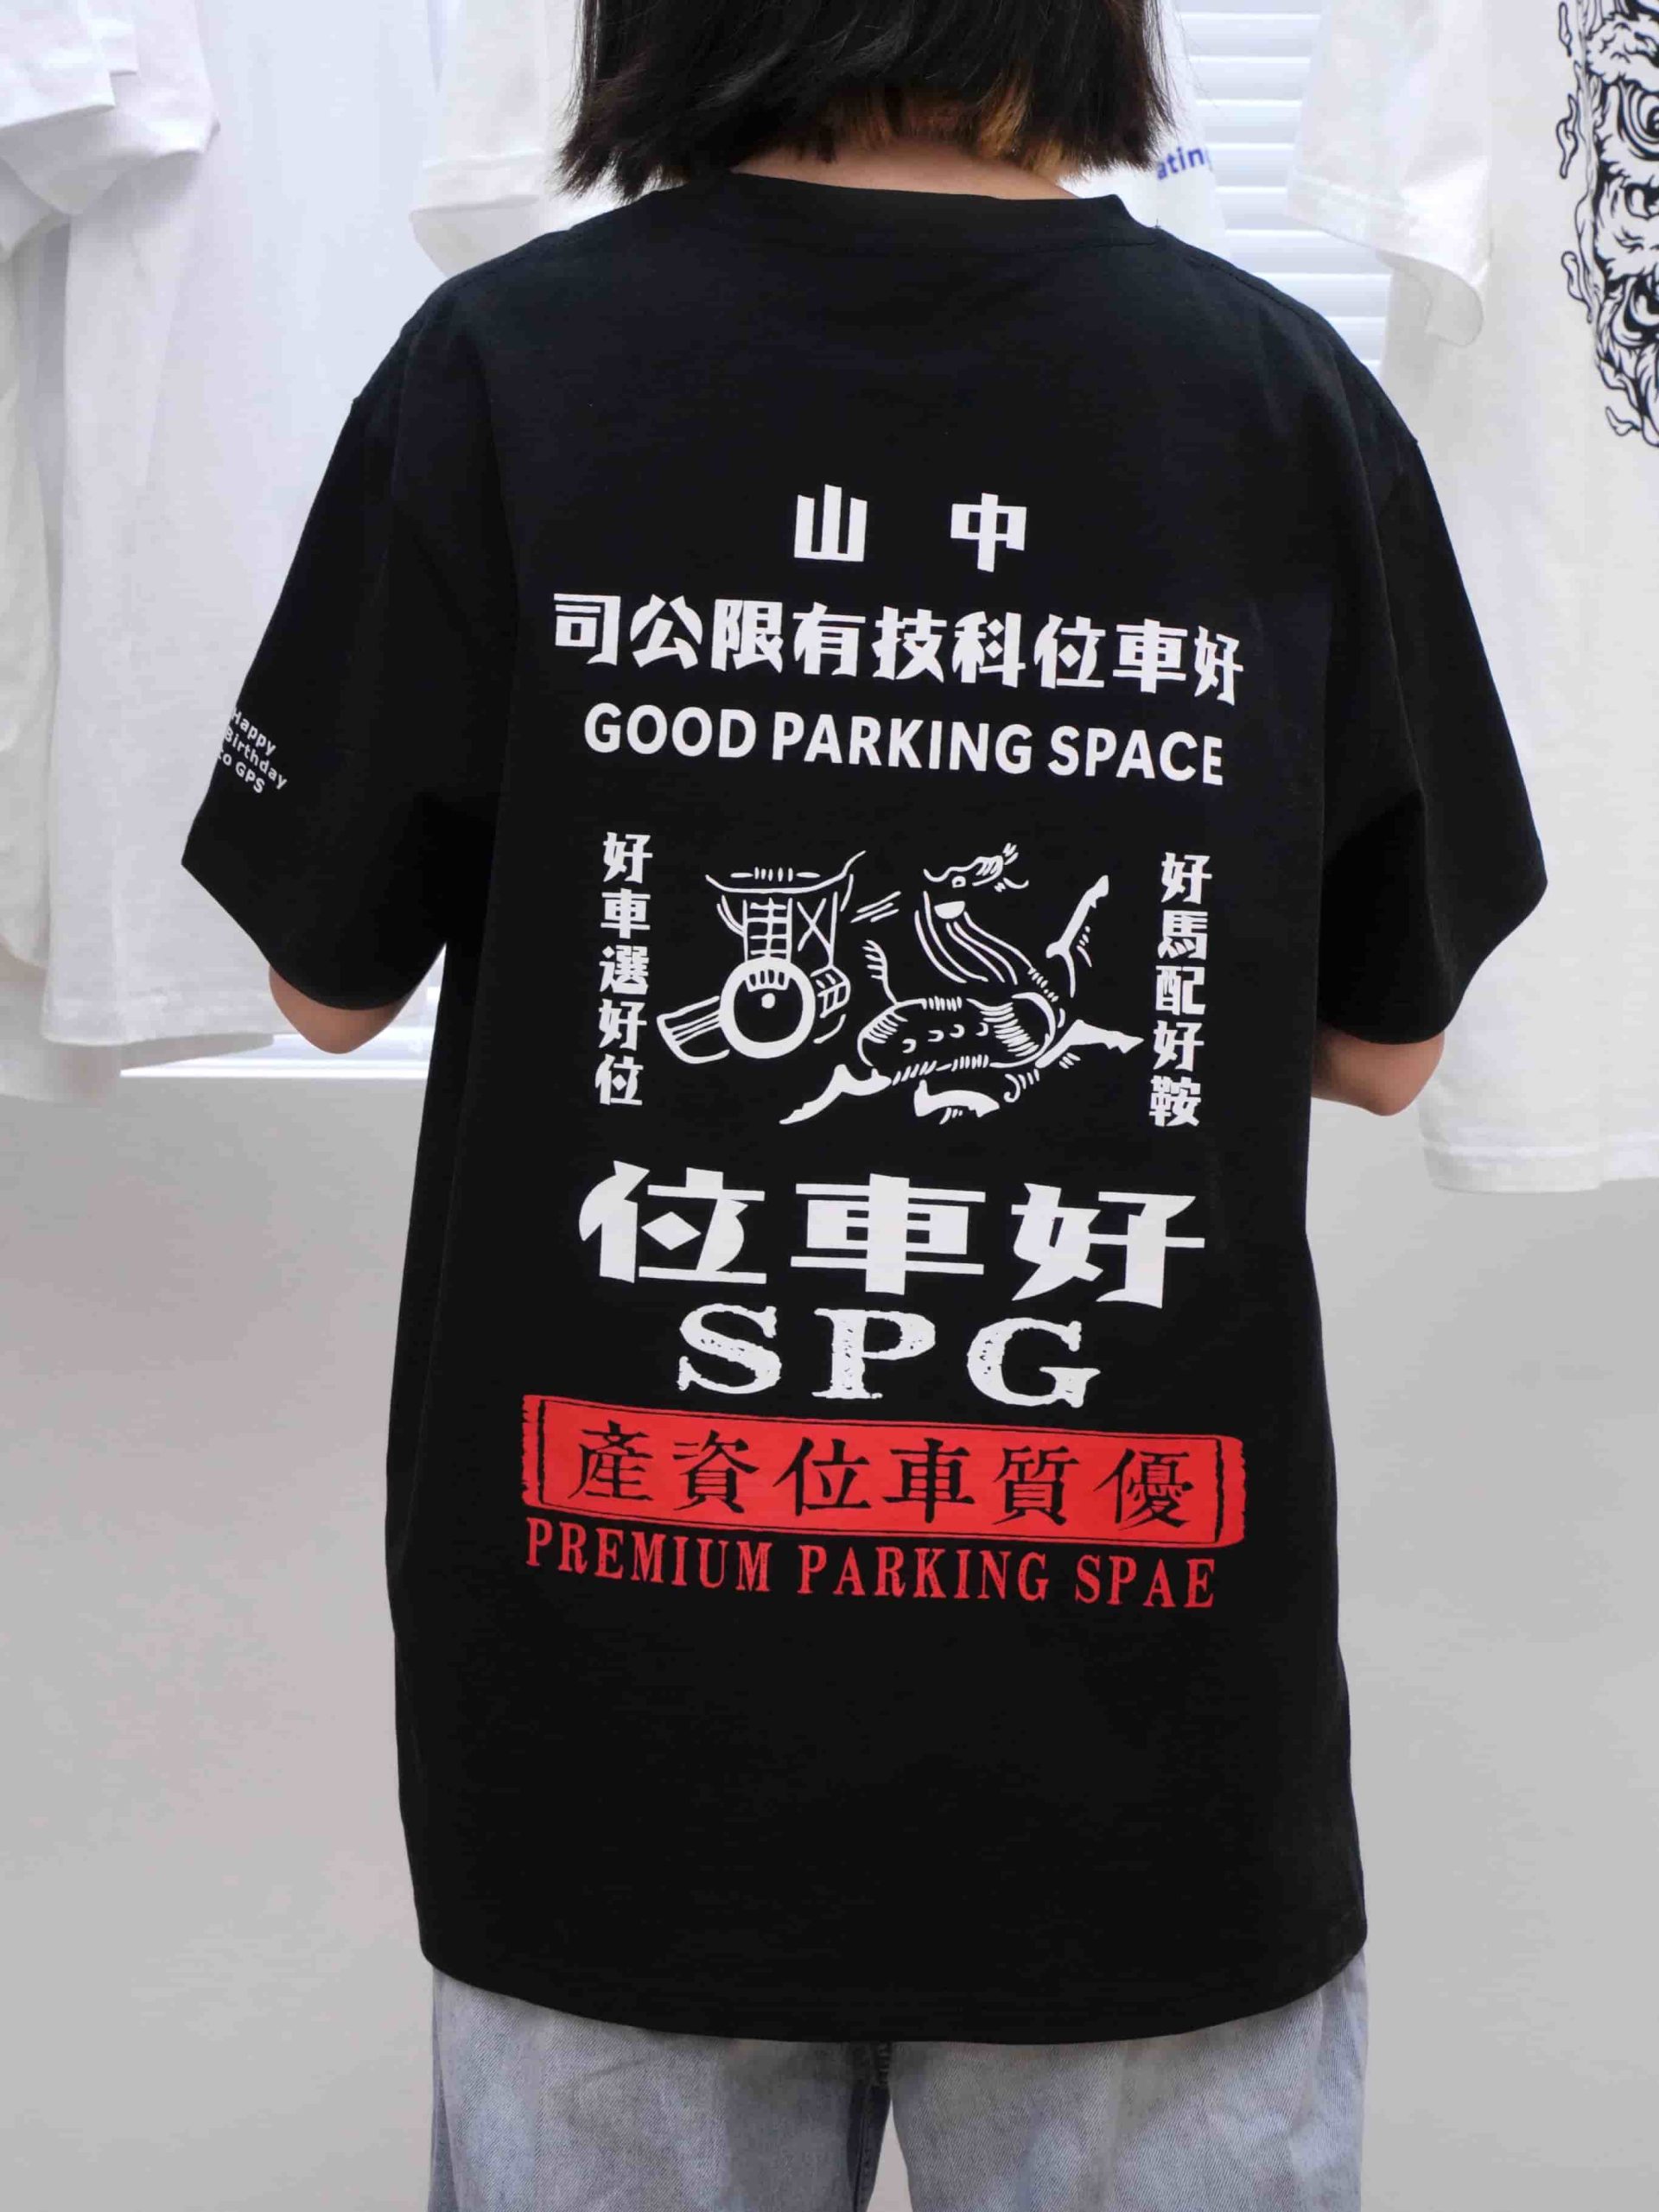 中山
好車位科技有限公司
GOOD PARKING SPACE
好馬配好鞍
好車選好位
好車位
SPG
優質車位資產
PREMIUM PARKING SPAE
Happy
Birthday
to GPS